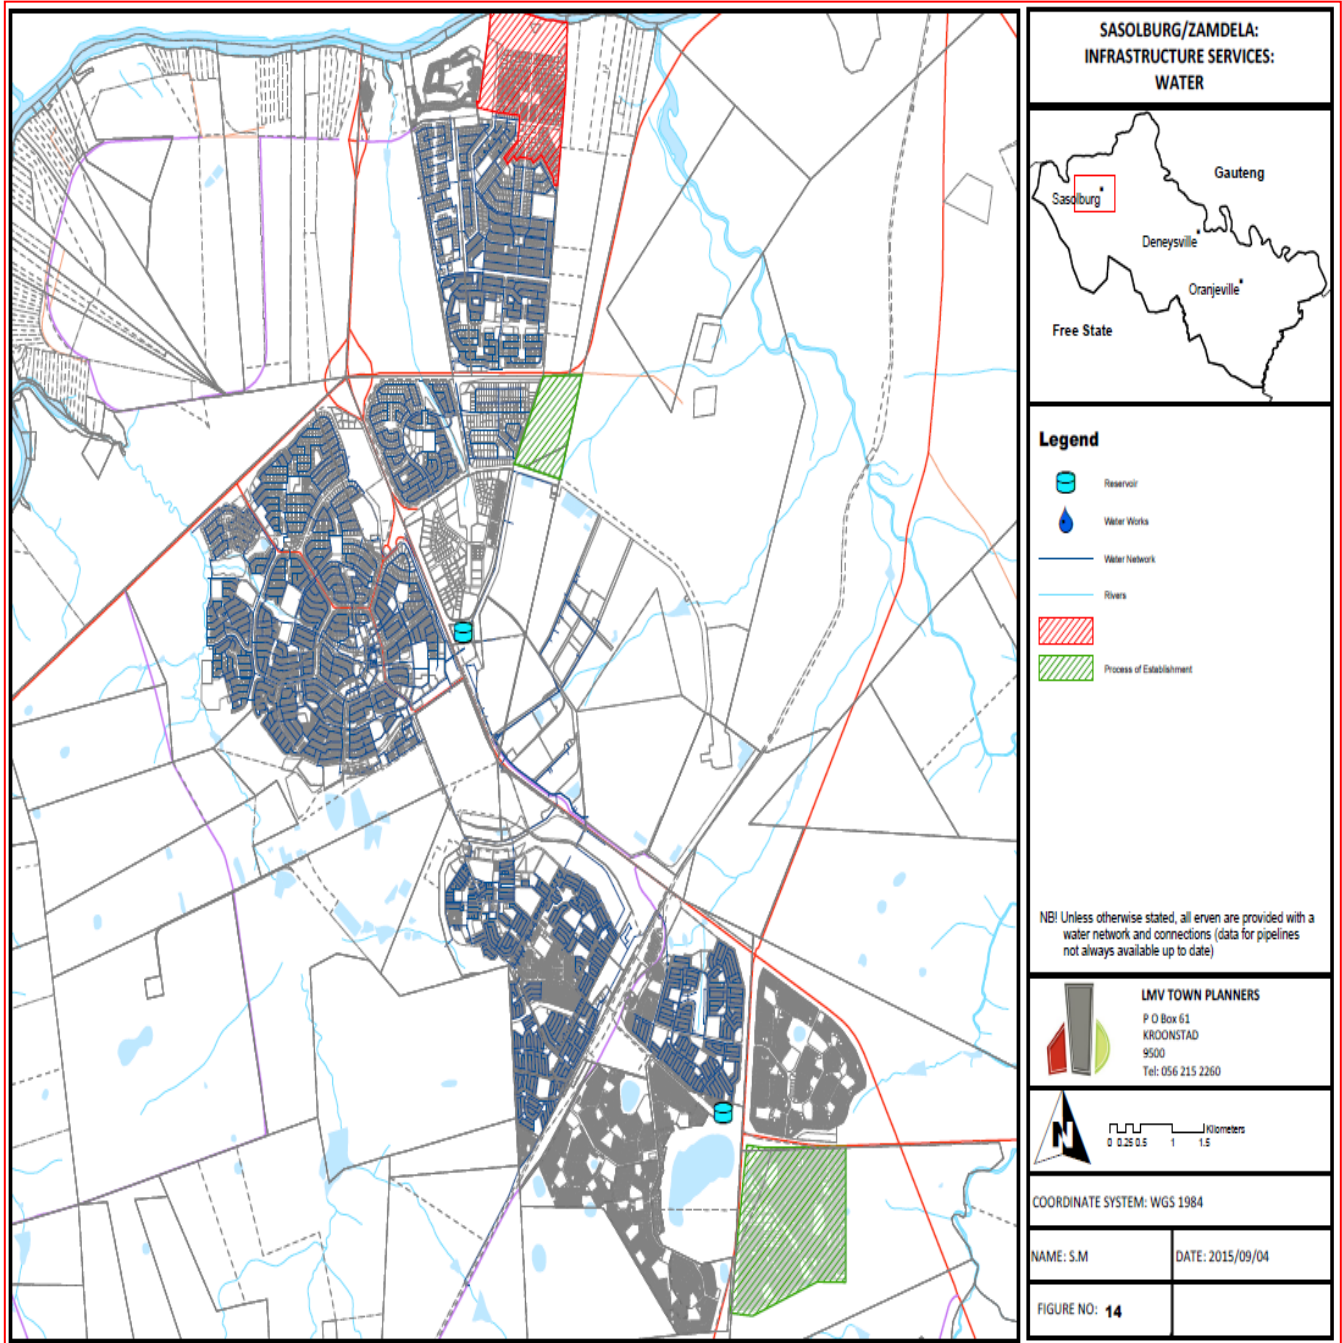 SASOLBURG/ZAMDELA:
INFRASTRUCTURE SERVICES:
WATER
Gauteng
Sasolburg
Deneysville
Oranjeville
Free State
Legend
Reservoir
Water Works
Water Network
Rivers
Process of Establishment
NB! Unless otherwise stated, all erven are provided with a
water network and connections (data for pipelines
not always available up to date)
LMV TOWN PLANNERS
P O Box 61
KROONSTAD
9500
Tel: 056 215 2260
N
Kilometers
0 0.25 0.5 1 1.5
COORDINATE SYSTEM: WGS 1984
NAME: S.M
DATE: 2015/09/04
FIGURE NO: 14